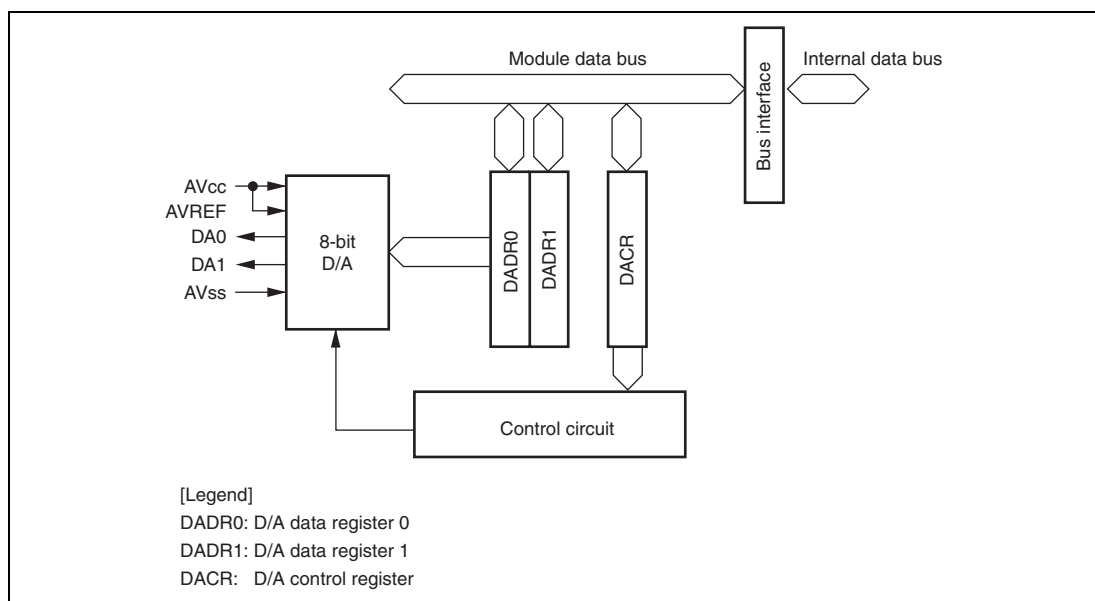 Module data bus
Internal data bus
Bus interface
AVcc
AVREF
DA0
DA1
AVss
8-bit
D/A
DADR0
DADR1
DACR
Control circuit
[Legend]
DADR0: D/A data register 0
DADR1: D/A data register 1
DACR: D/A control register